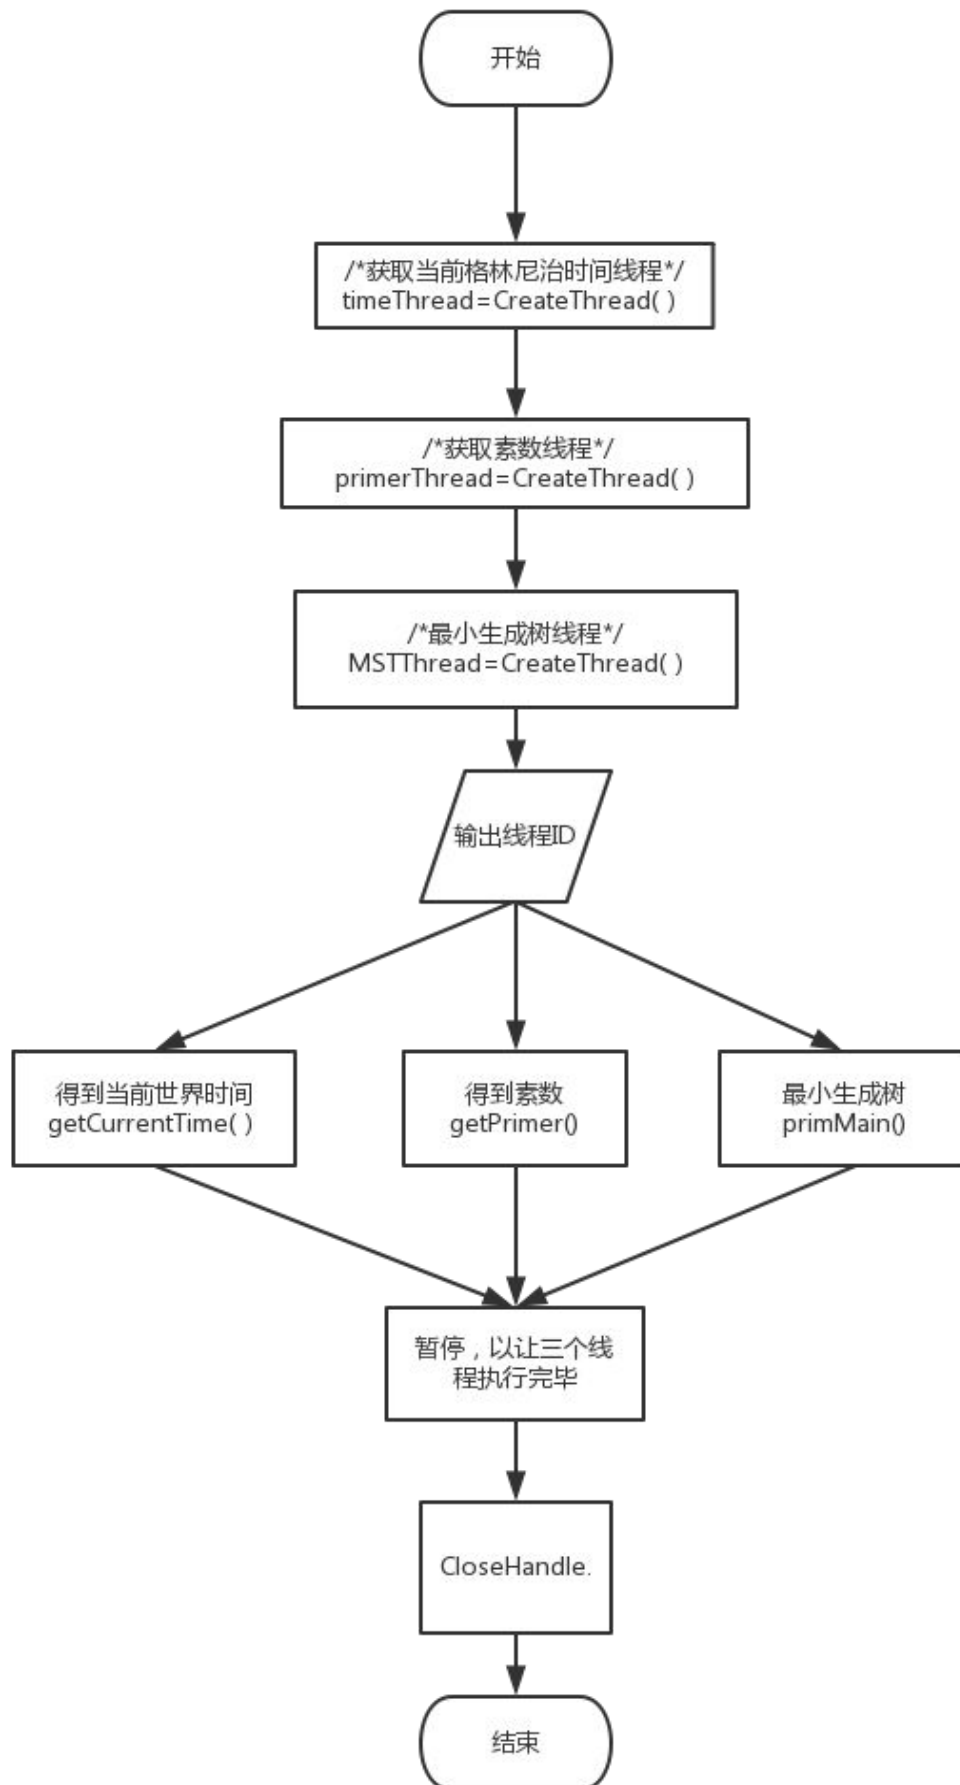 开始
/*获取当前格林尼治时间线程*/
timeThread=CreateThread( )
/*获取素数线程*/
primerThread=CreateThread( )
/*最小生成树线程*/
MSTThread=CreateThread( )
输出线程ID
得到当前世界时间
getCurrentTime( )
得到素数
getPrimer()
最小生成树
primMain()
暂停，以让三个线
程执行完毕
CloseHandle.
结束